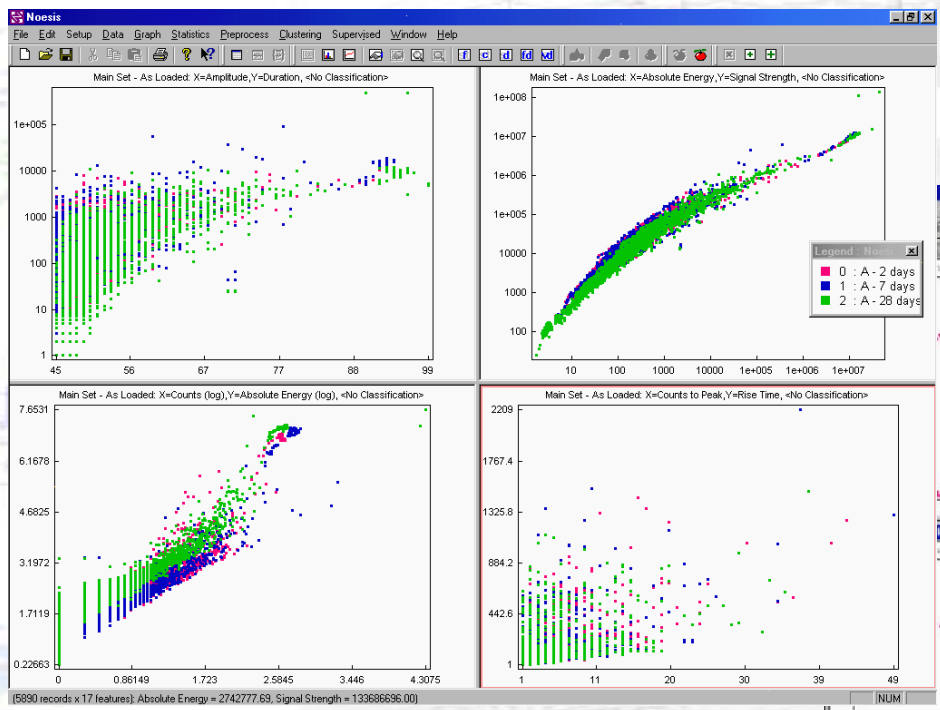 Noesis
File Edit Setup Data Graph Statistics Preprocess Clustering Supervised Window Help
f c d fd vd
Main Set - As Loaded: X=Amplitude,Y=Duration, <No Classification>
1e+005
10000
1000
100
10
1
45 56 67 77 88 99
Main Set - As Loaded: X=Absolute Energy,Y=Signal Strength, <No Classification>
1e+008
1e+007
1e+006
1e+005
10000
1000
100
10 100 1000 10000 1e+005 1e+006 1e+007
Legend : Noes
0 : A - 2 days
1 : A - 7 days
2 : A - 28 days
Main Set - As Loaded: X=Counts (log),Y=Absolute Energy (log), <No Classification>
7.6531
6.1678
4.6825
3.1972
1.7119
0.22663
0 0.86149 1.723 2.5845 3.446 4.3075
Main Set - As Loaded: X=Counts to Peak,Y=Rise Time, <No Classification>
2209
1767.4
1325.8
884.2
442.6
1
1 11 20 30 39 49
(5890 records x 17 features): Absolute Energy = 2742777.69, Signal Strength = 133686696.00)
NUM